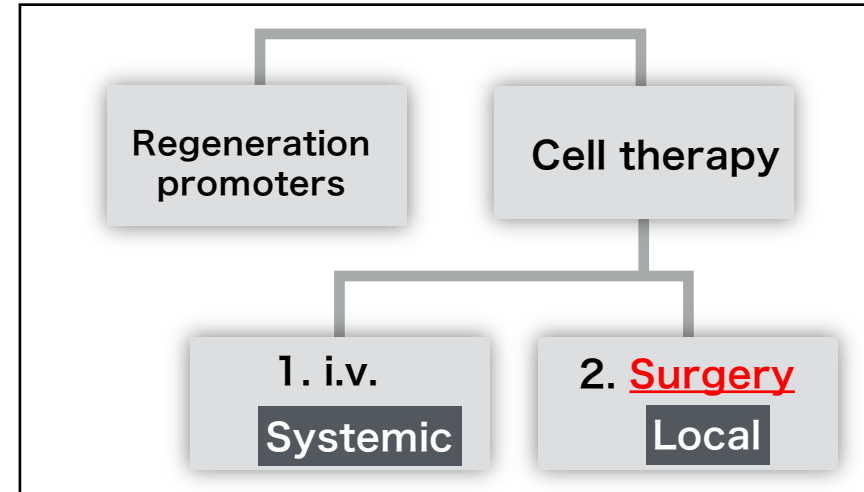 Regeneration
promoters
Cell therapy
1. i.v.
Systemic
2. Surgery
Local